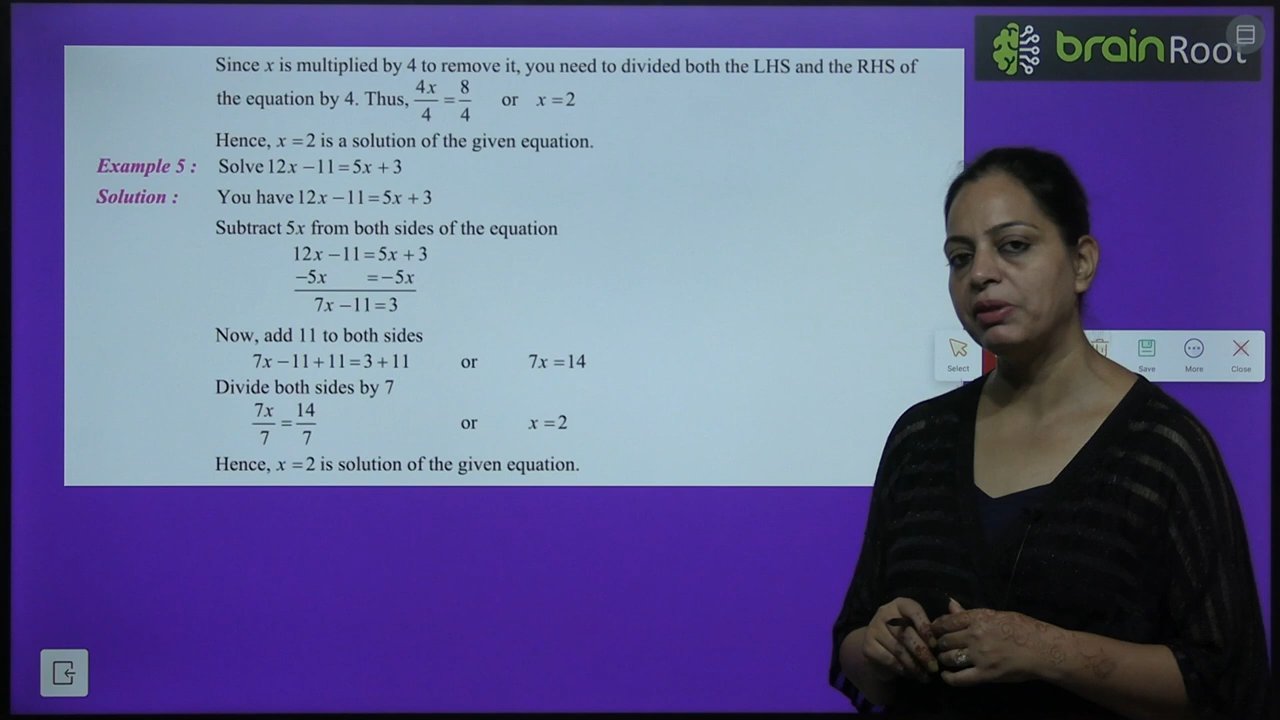 brainRoot
Since x is multiplied by 4 to remove it, you need to divided both the LHS and the RHS of
the equation by 4. Thus, 4x/4 = 8/4 or x = 2
Hence, x = 2 is a solution of the given equation.
Example 5 : Solve 12x − 11 = 5x + 3
Solution : You have 12x − 11 = 5x + 3
Subtract 5x from both sides of the equation
12x − 11 = 5x + 3
−5x = −5x
7x − 11 = 3
Now, add 11 to both sides
7x − 11 + 11 = 3 + 11 or 7x = 14
Divide both sides by 7
7x/7 = 14/7 or x = 2
Hence, x = 2 is solution of the given equation.
Select Save More Close